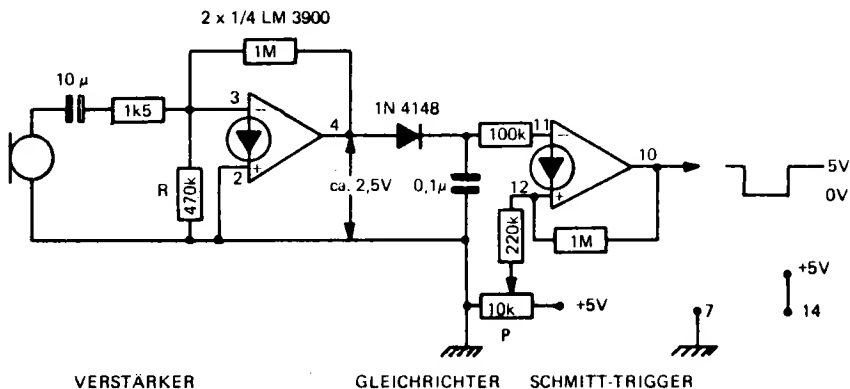 2 x 1/4 LM 3900
1M
10 µ
1k5
3
−
4
1N 4148
100k
11
−
10
2
+
R
470k
ca. 2,5V
0,1µ
12
+
5V
0V
220k
1M
+5V
10k
+5V
P
7
14
VERSTÄRKER
GLEICHRICHTER
SCHMITT-TRIGGER